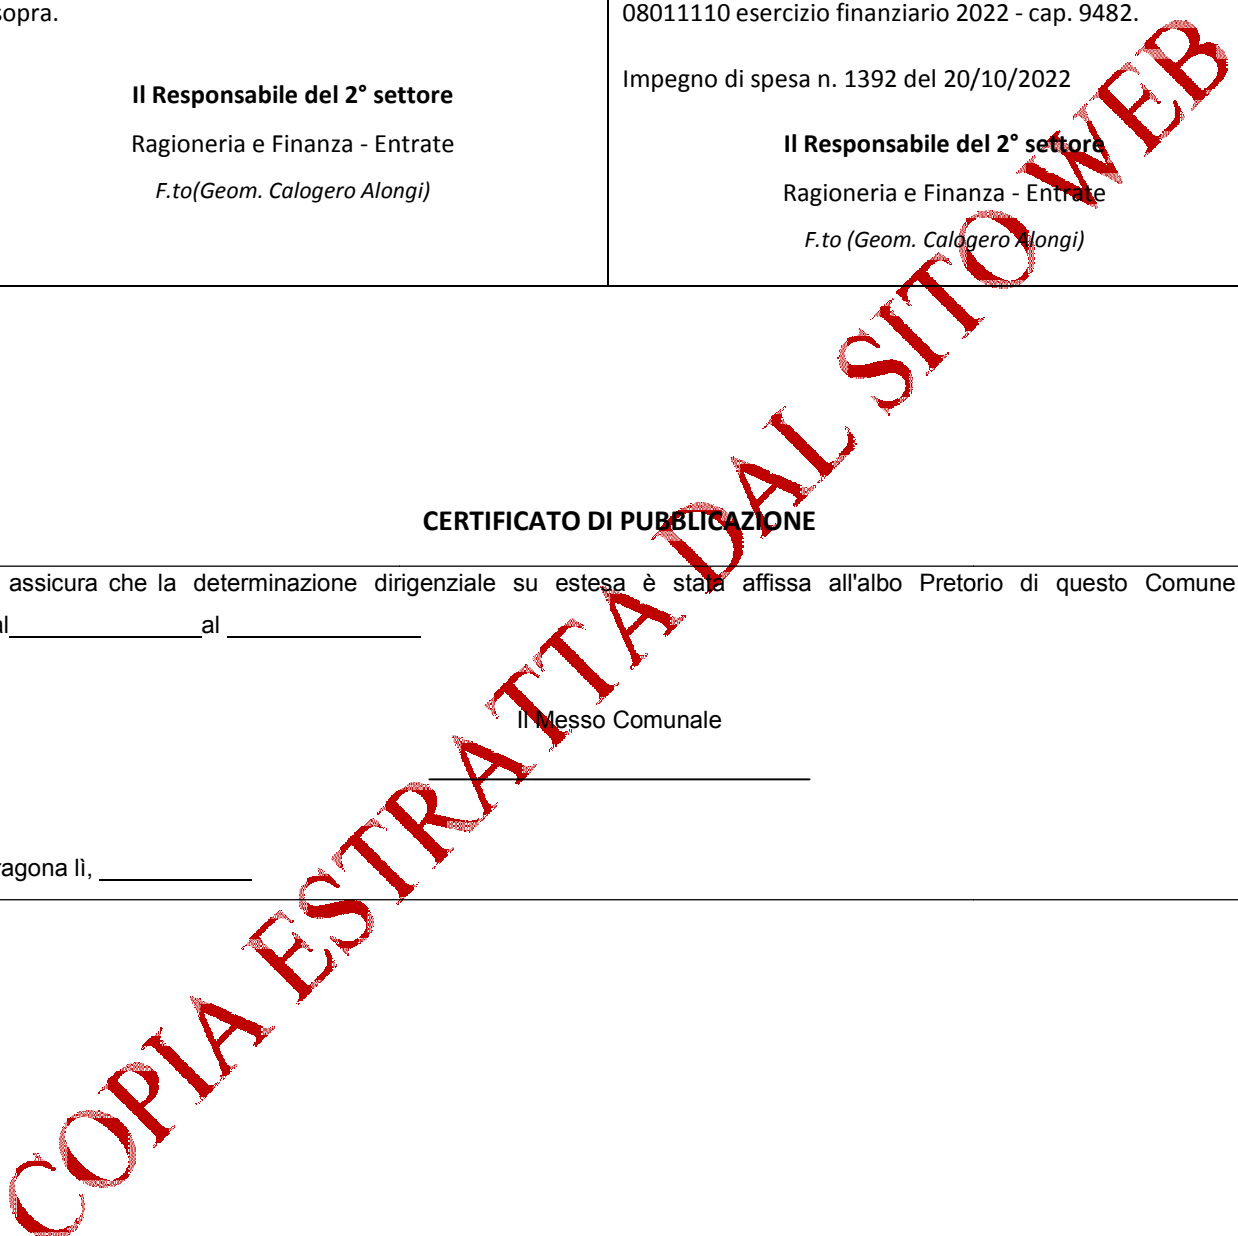 sopra.
Il Responsabile del 2° settore
Ragioneria e Finanza - Entrate
F.to(Geom. Calogero Alongi)
08011110 esercizio finanziario 2022 - cap. 9482.
Impegno di spesa n. 1392 del 20/10/2022
Il Responsabile del 2° settore
Ragioneria e Finanza - Entrate
F.to (Geom. Calogero Alongi)
CERTIFICATO DI PUBBLICAZIONE
assicura che la determinazione dirigenziale su estesa è stata affissa all'albo Pretorio di questo Comune
al______________al ______________
Il Messo Comunale
ragona lì, ___________
COPIA ESTRATTA DAL SITO WEB